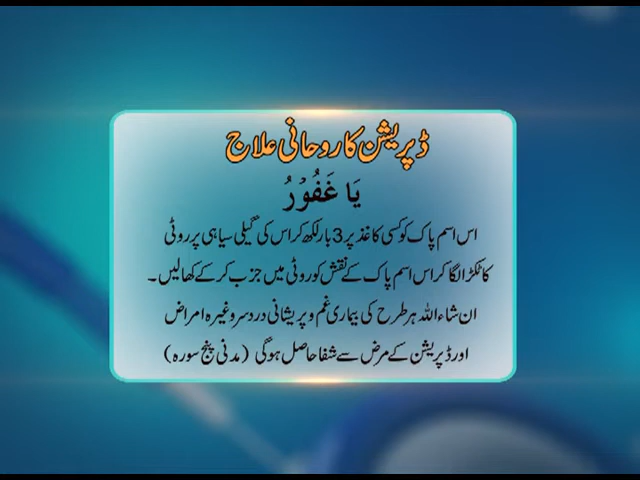 ڈپریشن کا روحانی علاج
یَا غَفُوْرُ
اس اسم پاک کو کسی کاغذ پر 3 بار لکھ کر اس کی گیلی سیاہی پر روٹی
کا ٹکڑا لگا کر اس اسم پاک کے نقش کو روٹی میں جزب کر کے کھالیں۔
ان شاء اللہ ہر طرح کی بیماری غم و پریشانی درد سر وغیرہ امراض
اور ڈپریشن کے مرض سے شفا حاصل ہوگی (مدنی پنج سورہ)